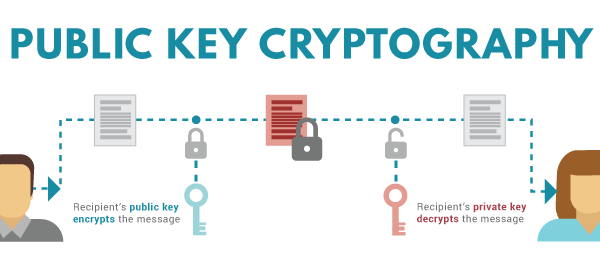 PUBLIC KEY CRYPTOGRAPHY
Recipient's public key
encrypts the message
Recipient's private key
decrypts the message